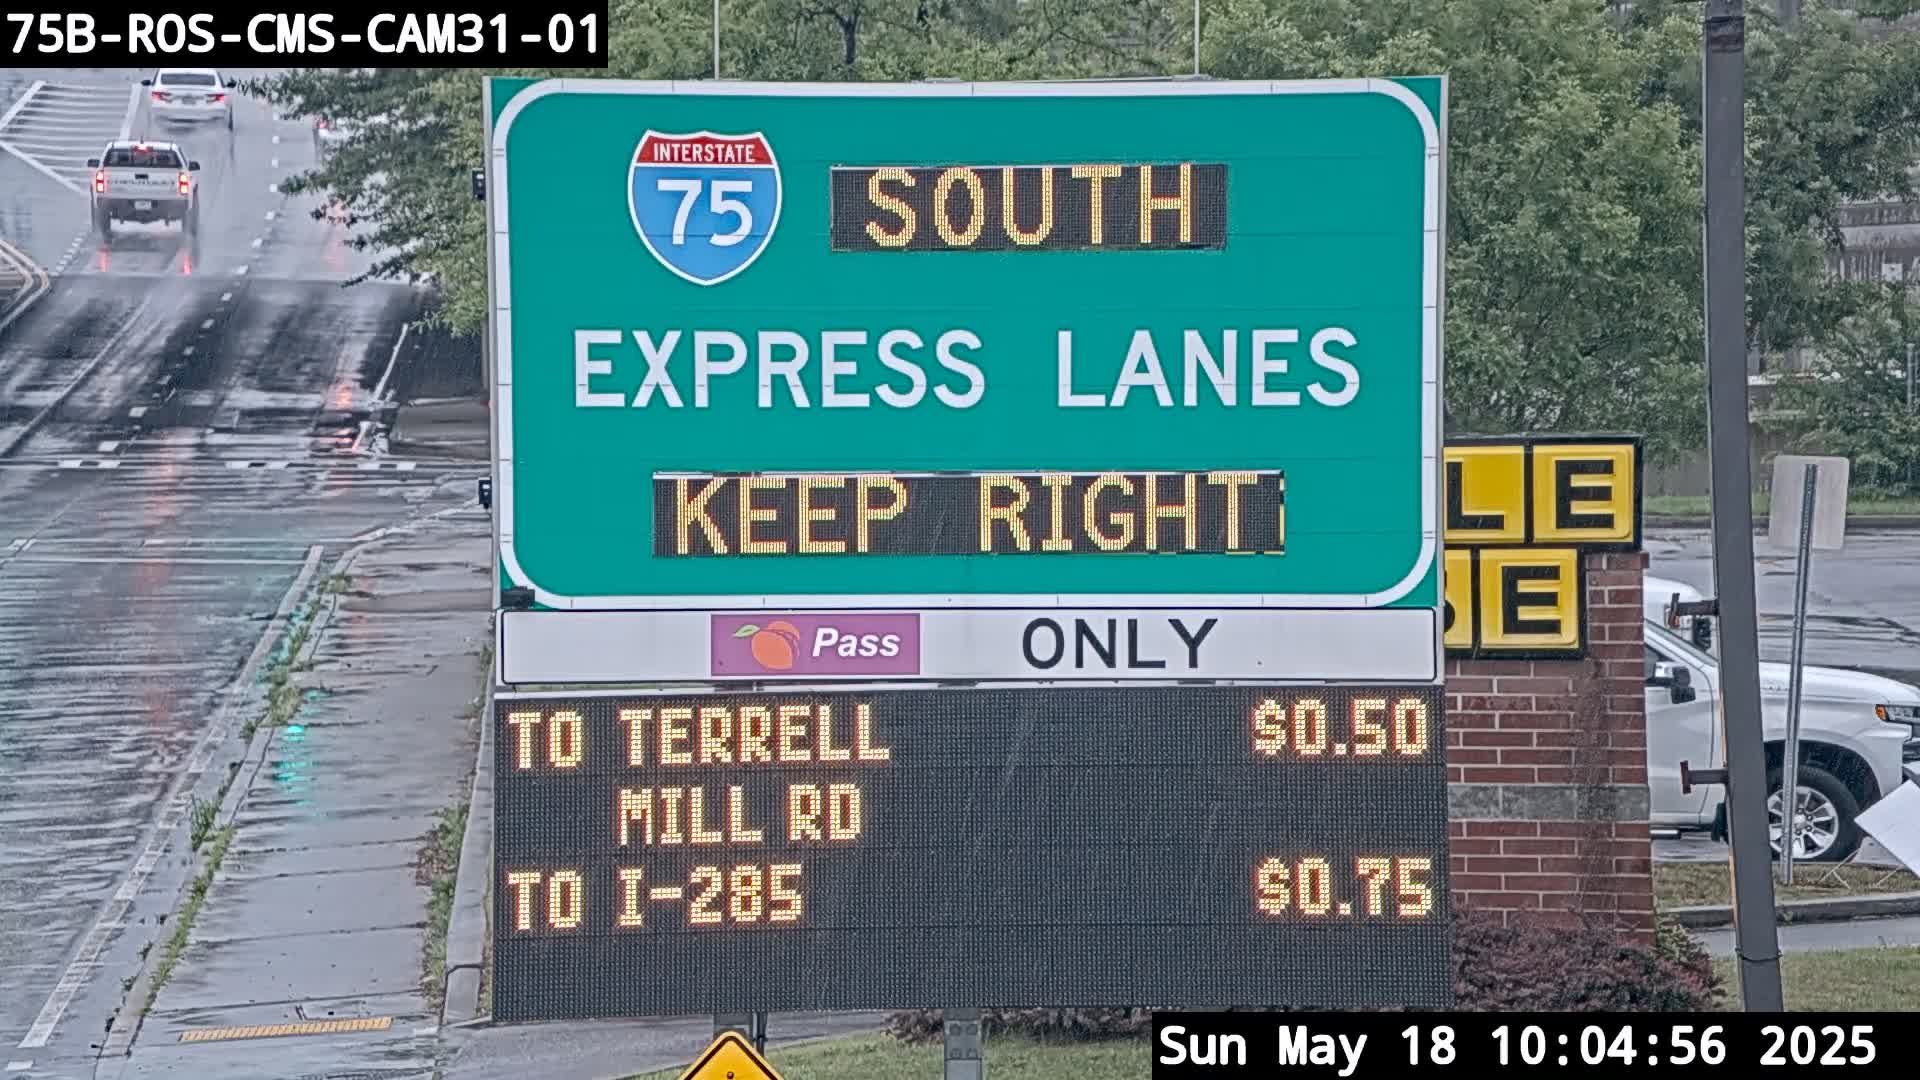 75B-ROS-CMS-CAM31-01
INTERSTATE
75
SOUTH
EXPRESS LANES
KEEP RIGHT
Pass ONLY
TO TERRELL $0.50
MILL RD
TO I-285 $0.75
LE
E
Sun May 18 10:04:56 2025